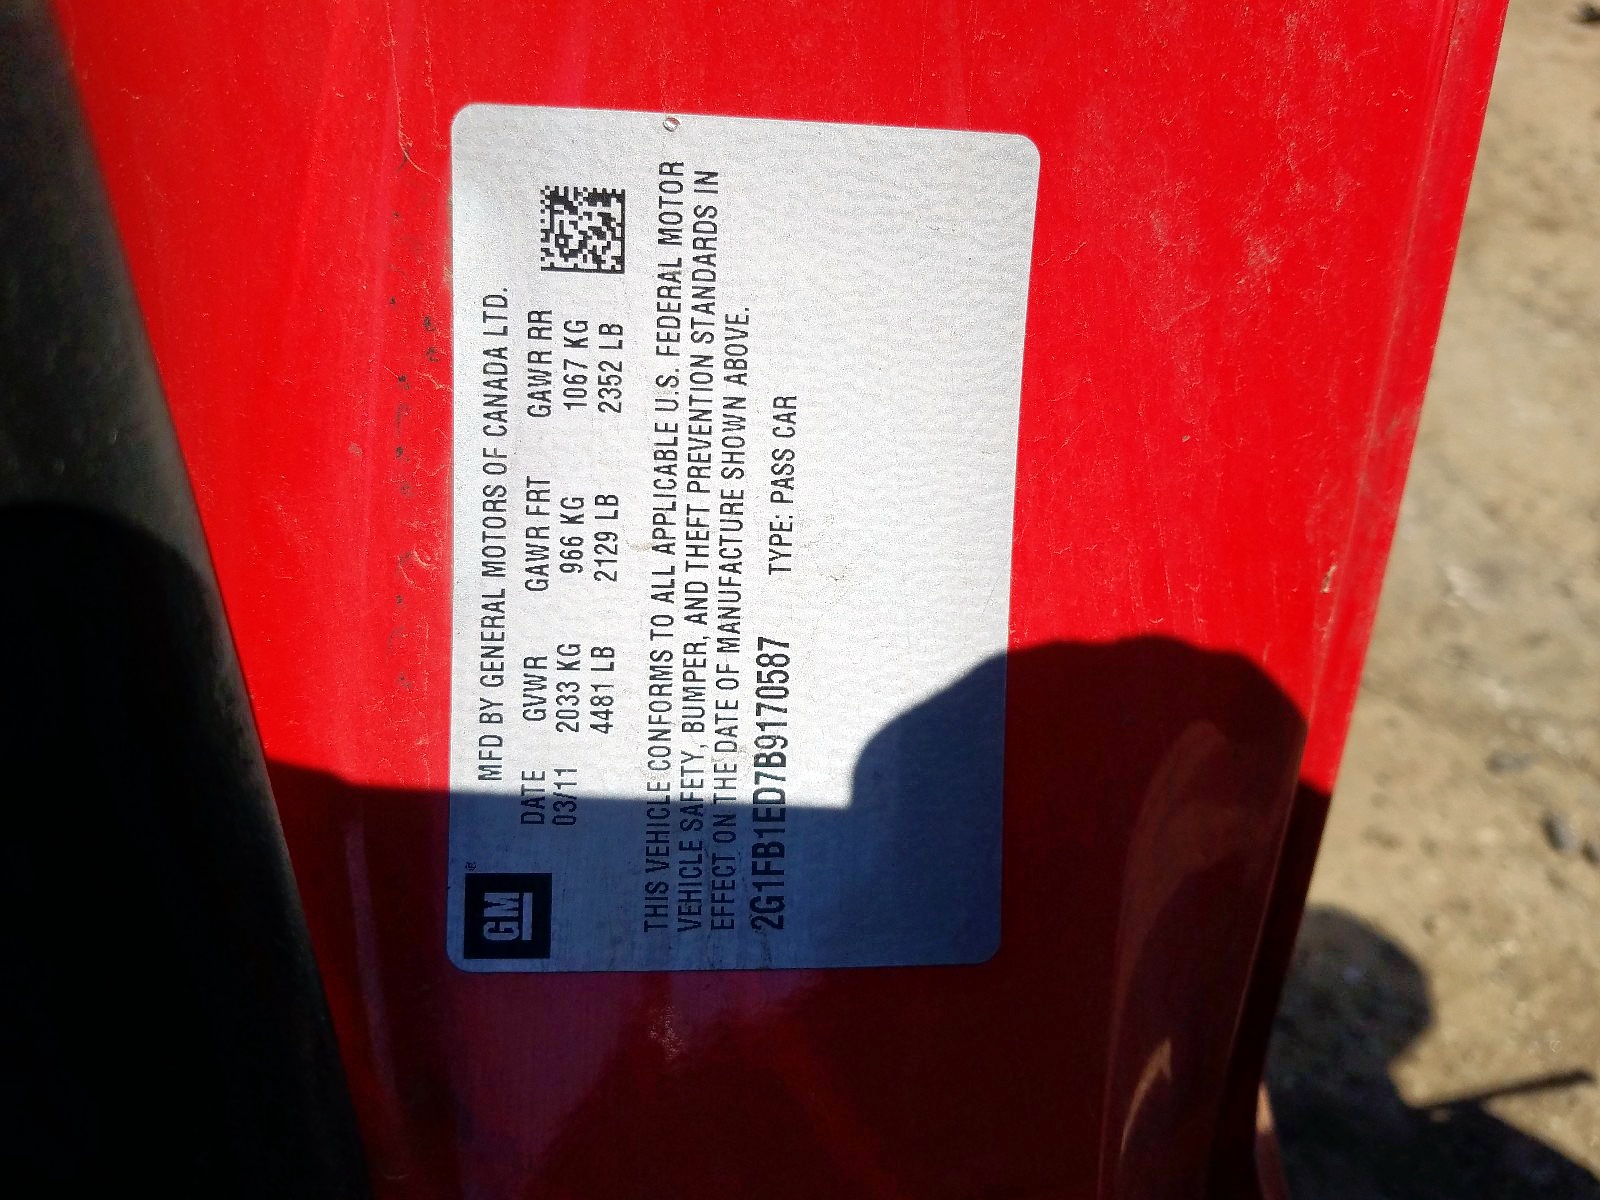 GM®
MFD BY GENERAL MOTORS OF CANADA LTD.
DATE GVWR GAWR FRT GAWR RR
03/11 2033 KG 966 KG 1067 KG
4481 LB 2129 LB 2352 LB
THIS VEHICLE CONFORMS TO ALL APPLICABLE U.S. FEDERAL MOTOR
VEHICLE SAFETY, BUMPER, AND THEFT PREVENTION STANDARDS IN
EFFECT ON THE DATE OF MANUFACTURE SHOWN ABOVE.
2G1FB1ED7B9170587 TYPE: PASS CAR